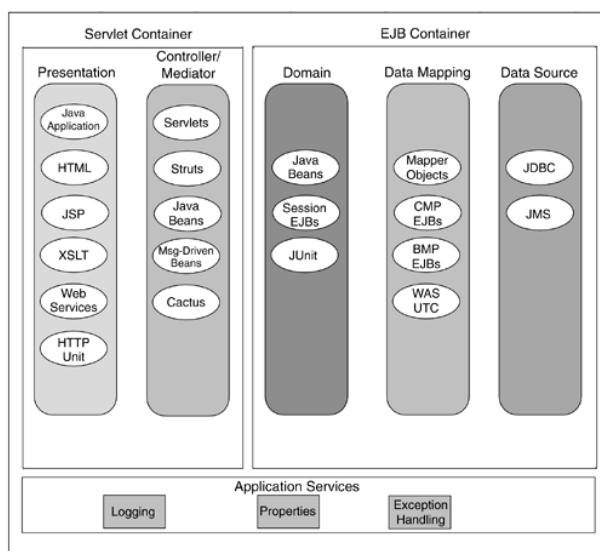 Servlet Container
EJB Container
Presentation
Controller/
Mediator
Domain
Data Mapping
Data Source
Java
Application
HTML
JSP
XSLT
Web
Services
HTTP
Unit
Servlets
Struts
Java
Beans
Msg-Driven
Beans
Cactus
Java
Beans
Session
EJBs
JUnit
Mapper
Objects
CMP
EJBs
BMP
EJBs
WAS
UTC
JDBC
JMS
Application Services
Logging
Properties
Exception
Handling